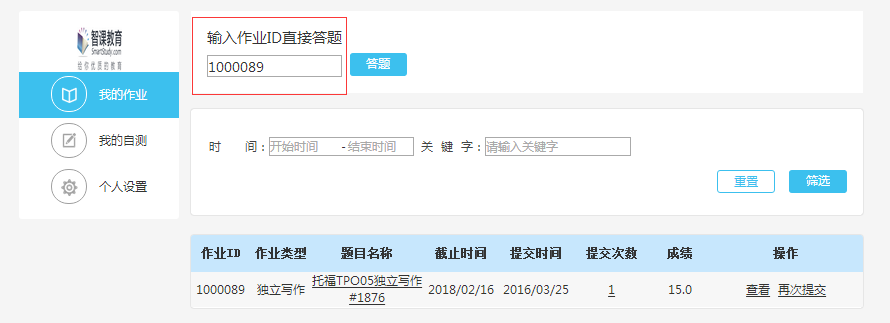 智课教育
SmartStudy.com
给你优质的教育
我的作业
我的自测
个人设置
输入作业ID直接答题
1000089
答题
时 间：开始时间 - 结束时间 关 键 字：请输入关键字
重置 筛选
作业ID 作业类型 题目名称 截止时间 提交时间 提交次数 成绩 操作
1000089 独立写作 托福TPO05独立写作 2018/02/16 2016/03/25 1 15.0 查看 再次提交
#1876